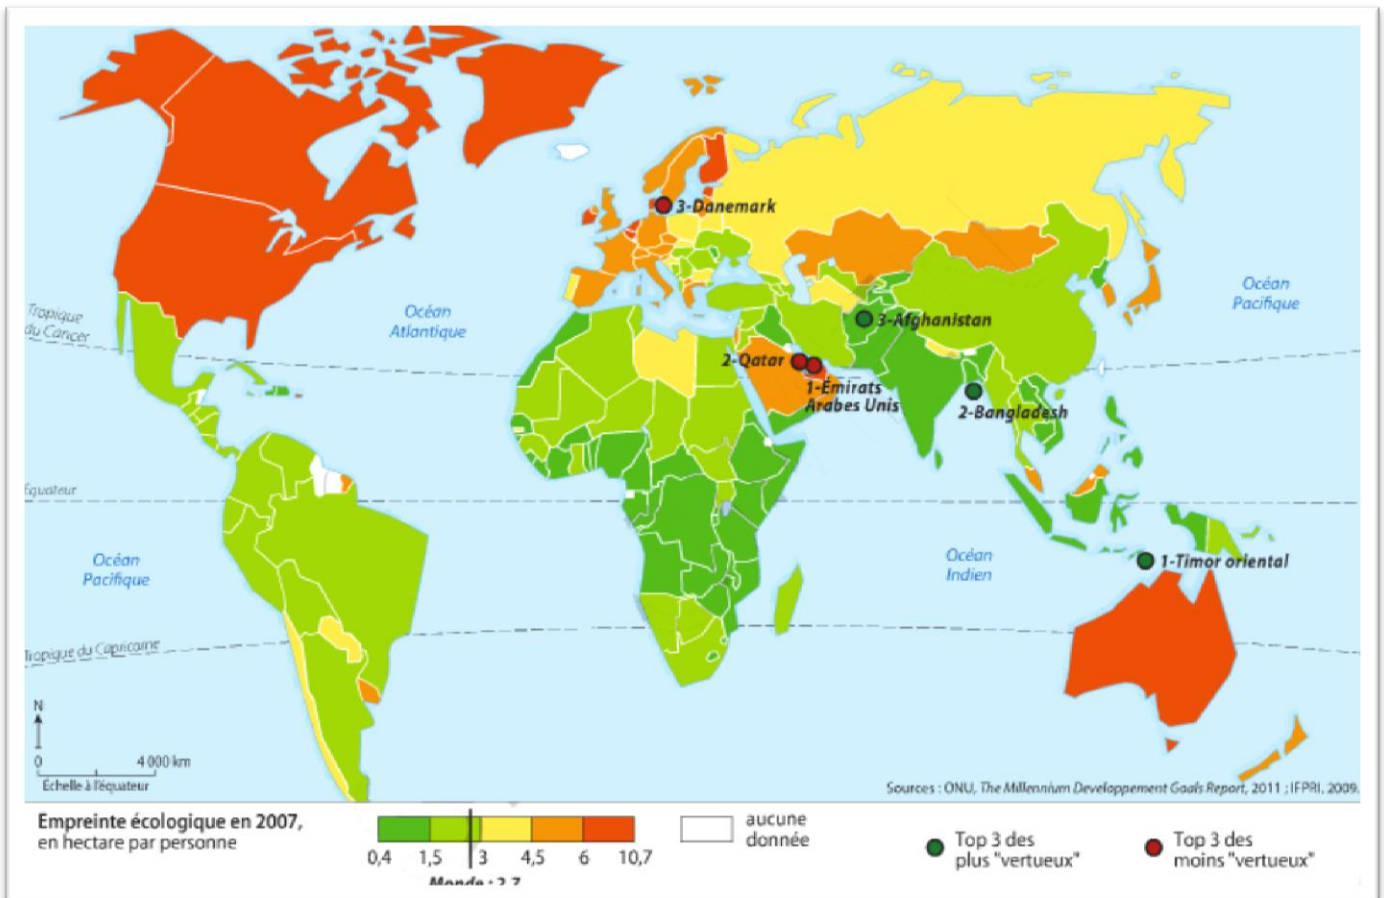 3-Danemark
Océan
Atlantique
Océan
Pacifique
Tropique
du Cancer
3-Afghanistan
2-Qatar
1-Émirats
Arabes Unis
2-Bangladesh
Équateur
Océan
Pacifique
Océan
Indien
1-Timor oriental
Tropique du Capricorne
N
0
4 000 km
Échelle à l'équateur
Sources : ONU, The Millennium Developpement Goals Report, 2011 ; IFPRI, 2009.
Empreinte écologique en 2007,
en hectare par personne
0,4 1,5 3 4,5 6 10,7
Monde : 2,7
aucune
donnée
Top 3 des
plus "vertueux"
Top 3 des
moins "vertueux"